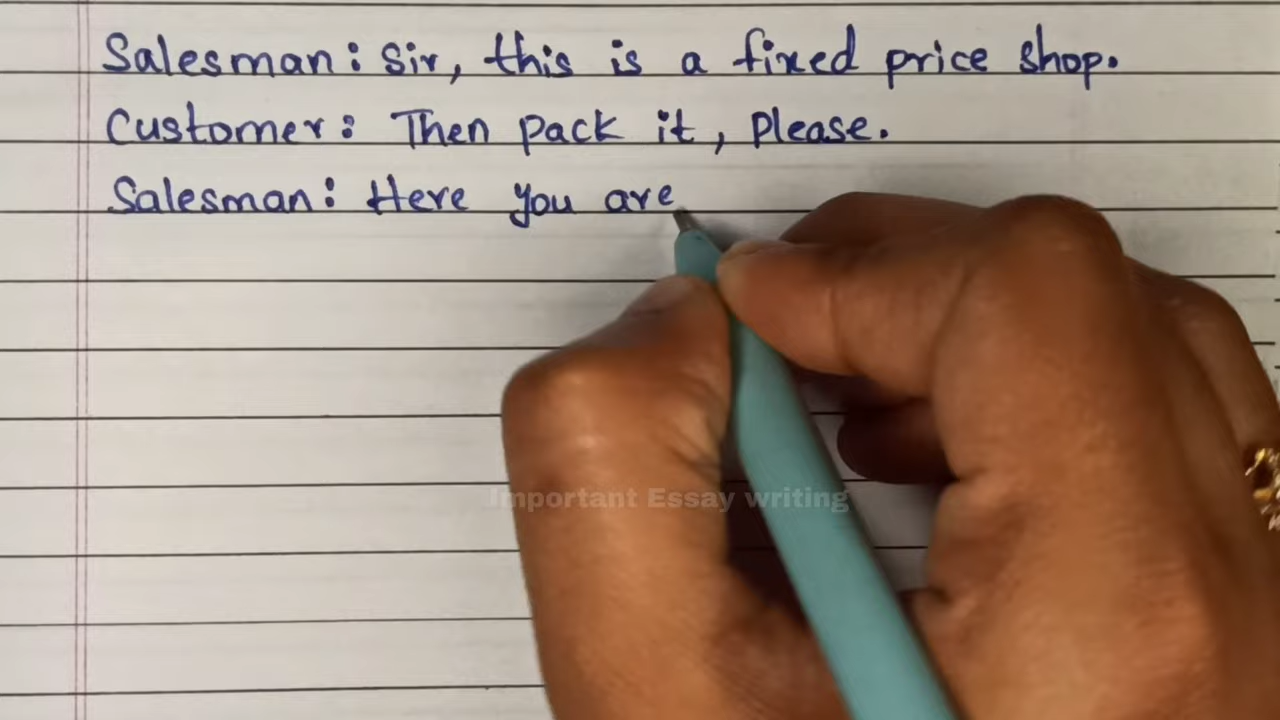 Salesman: Sir, this is a fixed price shop.
Customer: Then pack it, please.
Salesman: Here you are
Important Essay writing